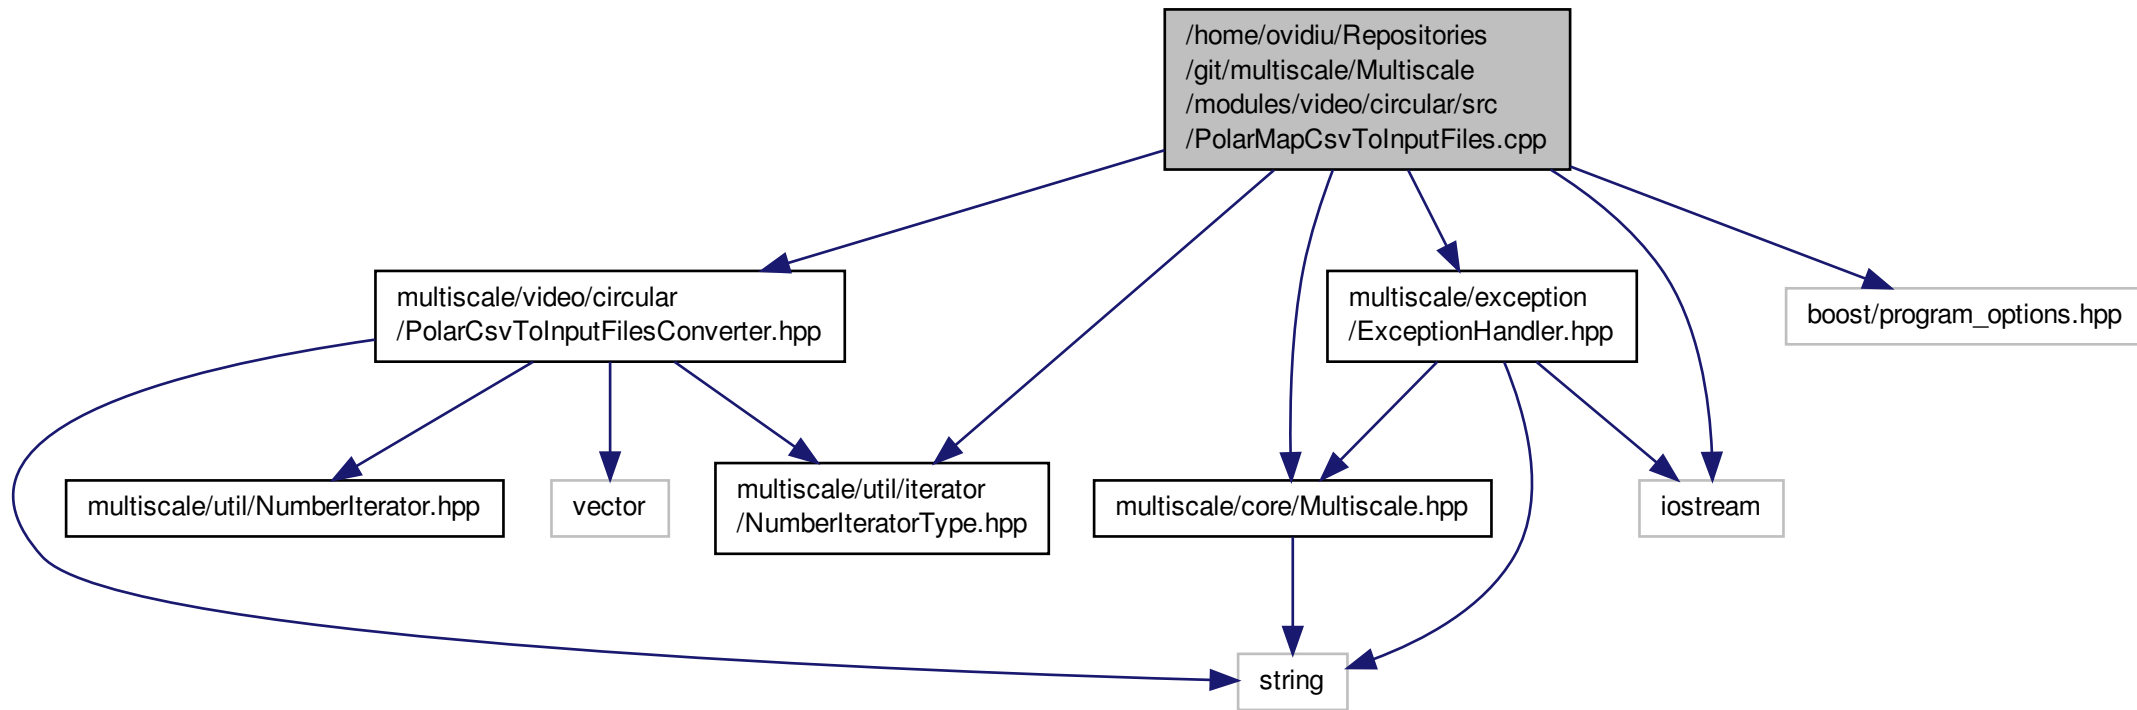 /home/ovidiu/Repositories
/git/multiscale/Multiscale
/modules/video/circular/src
/PolarMapCsvToInputFiles.cpp
multiscale/video/circular
/PolarCsvToInputFilesConverter.hpp
multiscale/exception
/ExceptionHandler.hpp
boost/program_options.hpp
multiscale/util/NumberIterator.hpp
vector
multiscale/util/iterator
/NumberIteratorType.hpp
multiscale/core/Multiscale.hpp
iostream
string